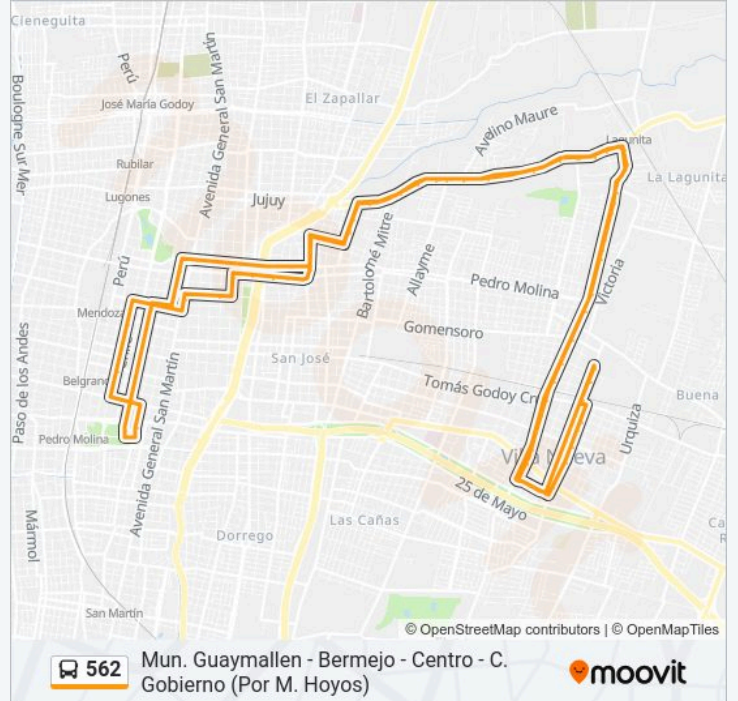 Cieneguita
Perú
Boulogne Sur Mer
José María Godoy
Avenida General San Martín
El Zapallar
Avelino Maure
Lagunita
La Lagunita
Rubilar
Lugones
Jujuy
Perú
Bartolomé Mitre
Allayme
Pedro Molina
Victoria
Mendoza
Gomensoro
Paso de los Andes
San José
Belgrano
Tomás Godoy Cru
Buena
Urquiza
Pedro Molina
Avenida General San Martín
Villa Nueva
25 de Mayo
Mármol
Las Cañas
Dorrego
Ca
R
San Martín
© OpenStreetMap contributors | © OpenMapTiles
562
Mun. Guaymallen - Bermejo - Centro - C.
Gobierno (Por M. Hoyos)
moovit